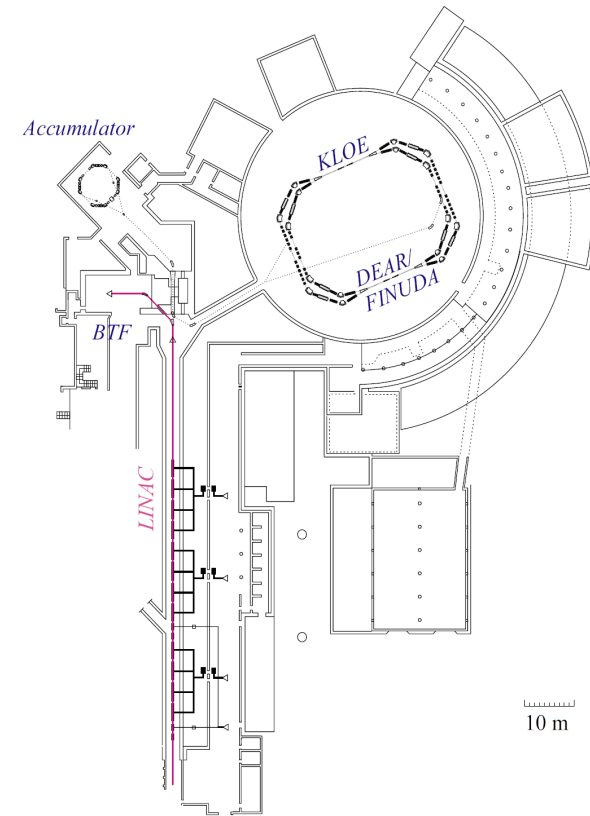 Accumulator
KLOE
DEAR/
FINUDA
BTF
LINAC
10 m